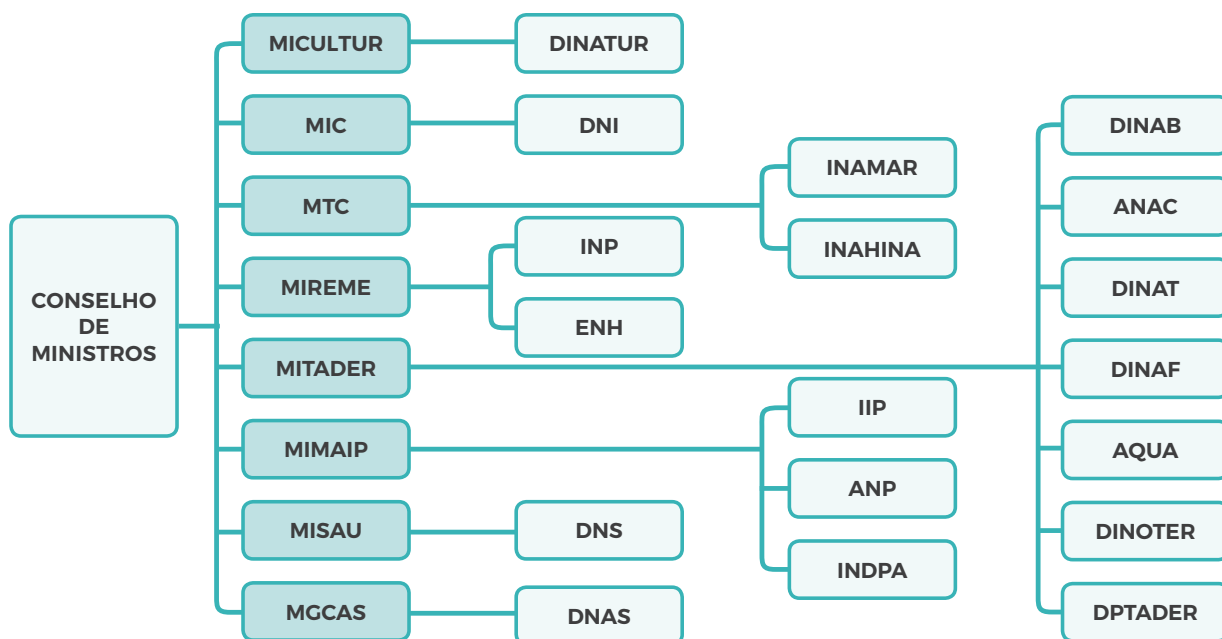 CONSELHO
DE
MINISTROS
MICULTUR
DINATUR
MIC
DNI
MTC
INAMAR
INAHINA
MIREME
INP
ENH
MITADER
DINAB
ANAC
DINAT
DINAF
AQUA
DINOTER
DPTADER
MIMAIP
IIP
ANP
INDPA
MISAU
DNS
MGCAS
DNAS